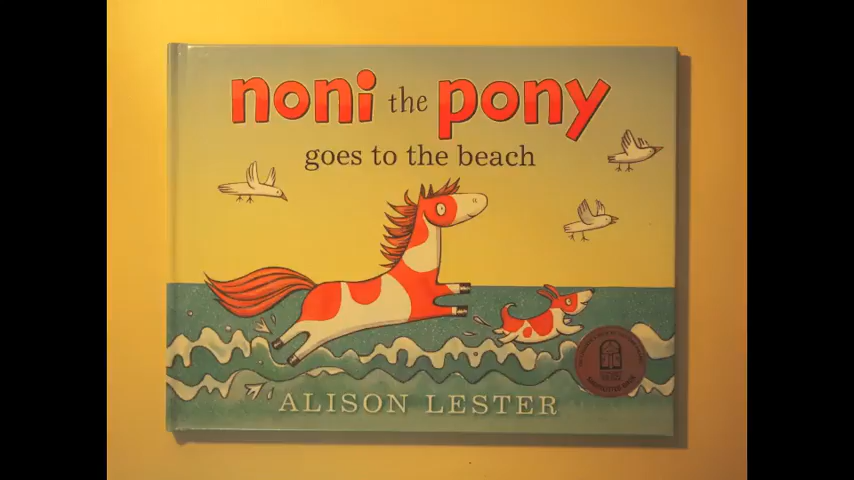 noni the pony
goes to the beach
ALISON LESTER